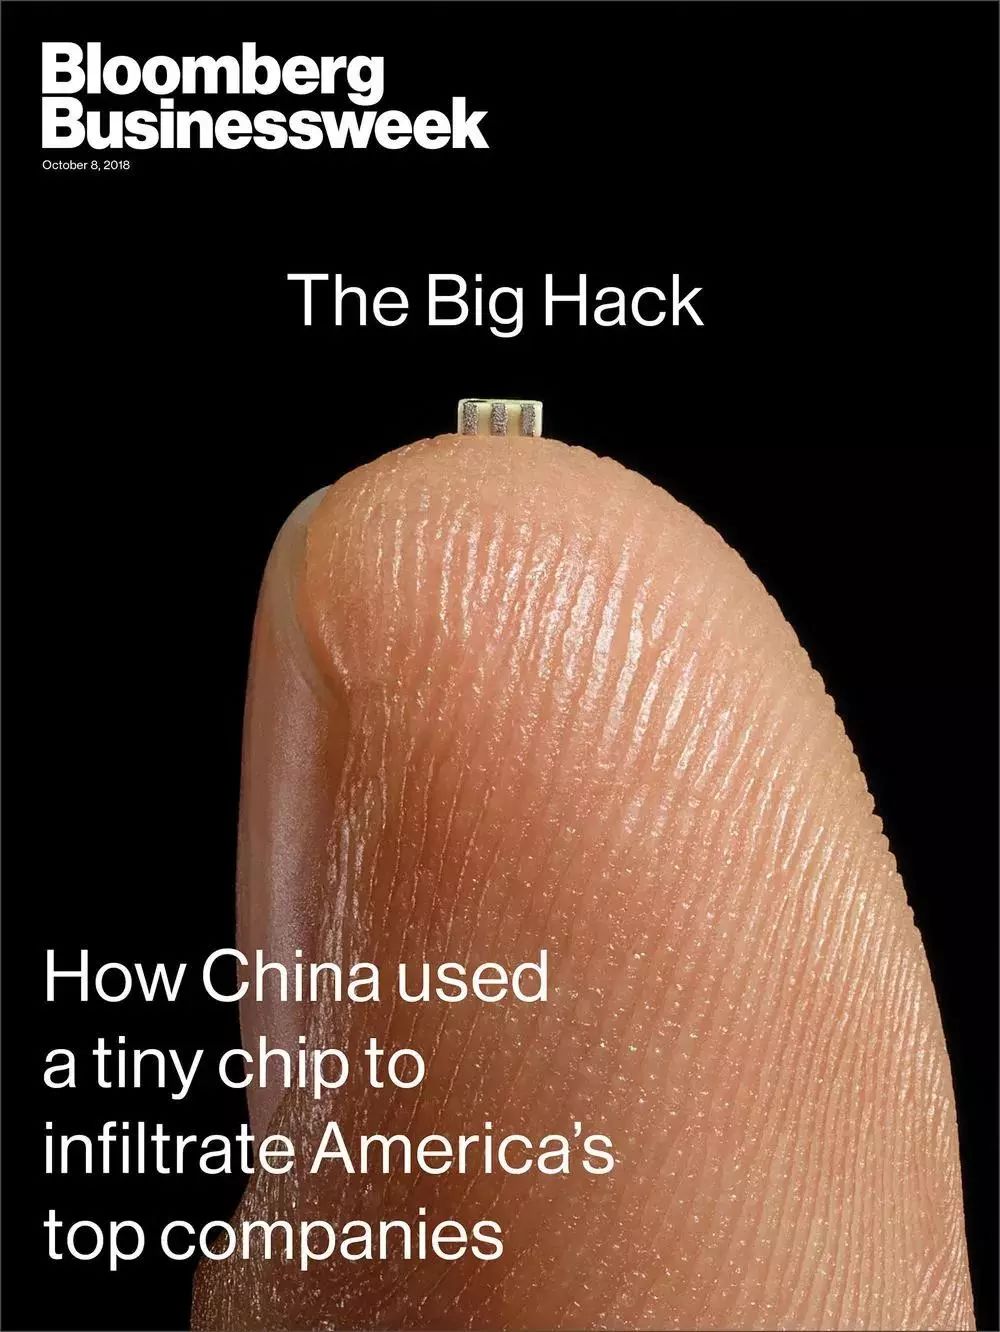 Bloomberg
Businessweek
October 8, 2018
The Big Hack
How China used
a tiny chip to
infiltrate America’s
top companies